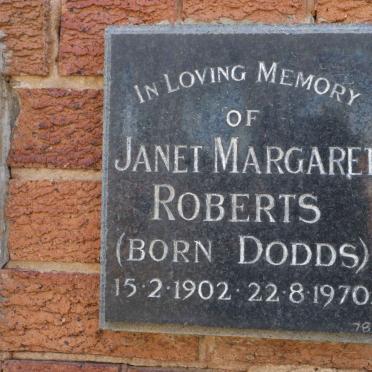 IN LOVING MEMORY
OF
JANET MARGARET
ROBERTS
(BORN DODDS)
15·2·1902 · 22·8·1970
78